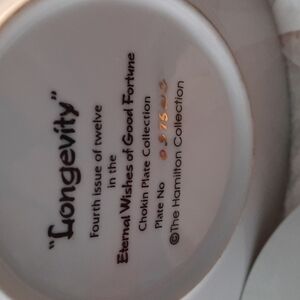 "Longevity"
Fourth issue of twelve
in the
Eternal Wishes of Good Fortune
Chokin Plate Collection
Plate No
©The Hamilton Collection